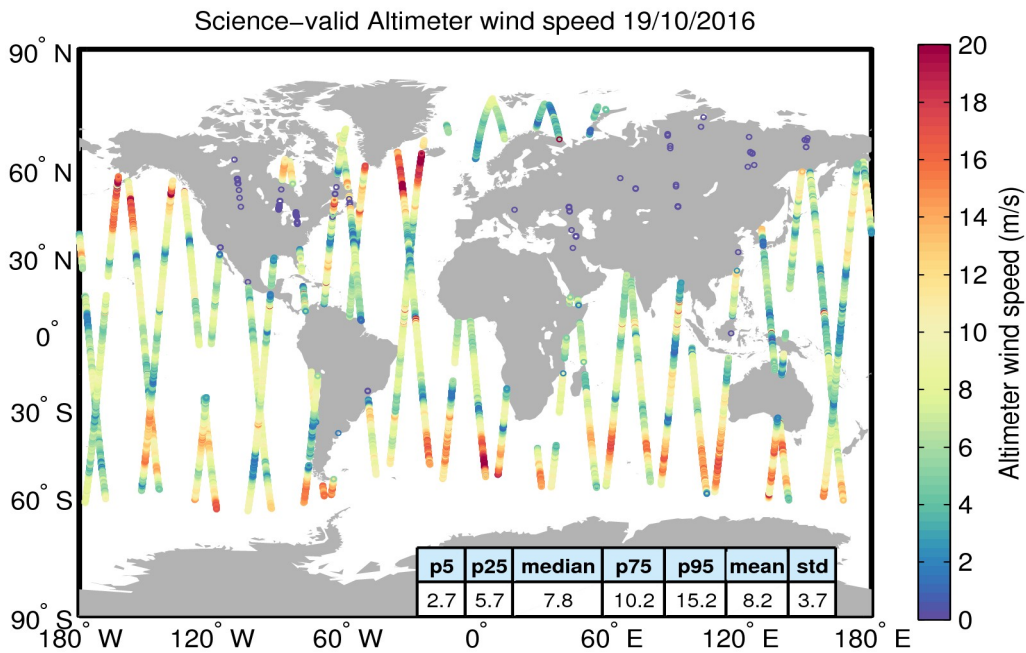 Science−valid Altimeter wind speed 19/10/2016
90° N
60° N
30° N
0°
30° S
60° S
90° S
180° W
120° W
60° W
0°
60° E
120° E
180° E
p5 p25 median p75 p95 mean std
2.7 5.7 7.8 10.2 15.2 8.2 3.7
20
18
16
14
12
10
8
6
4
2
0
Altimeter wind speed (m/s)